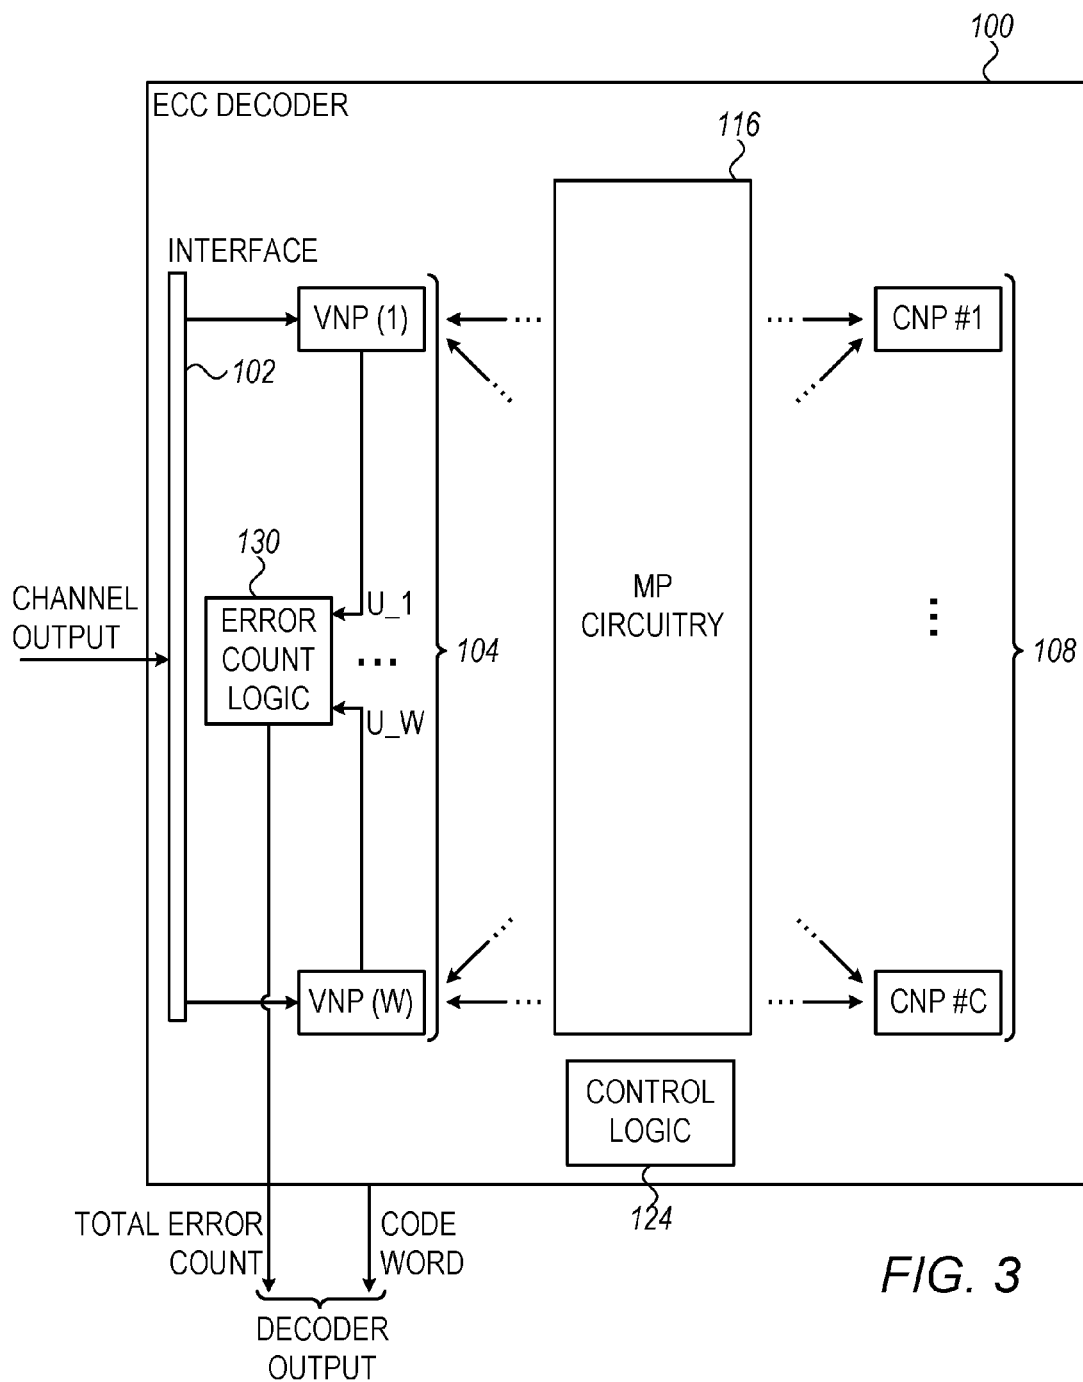 100
ECC DECODER
116
INTERFACE
VNP (1)
...
...
CNP #1
102
130
CHANNEL
OUTPUT
ERROR
COUNT
LOGIC
U_1
...
U_W
104
MP
CIRCUITRY
108
VNP (W)
...
...
CNP #C
CONTROL
LOGIC
124
TOTAL ERROR
COUNT
CODE
WORD
DECODER
OUTPUT
FIG. 3